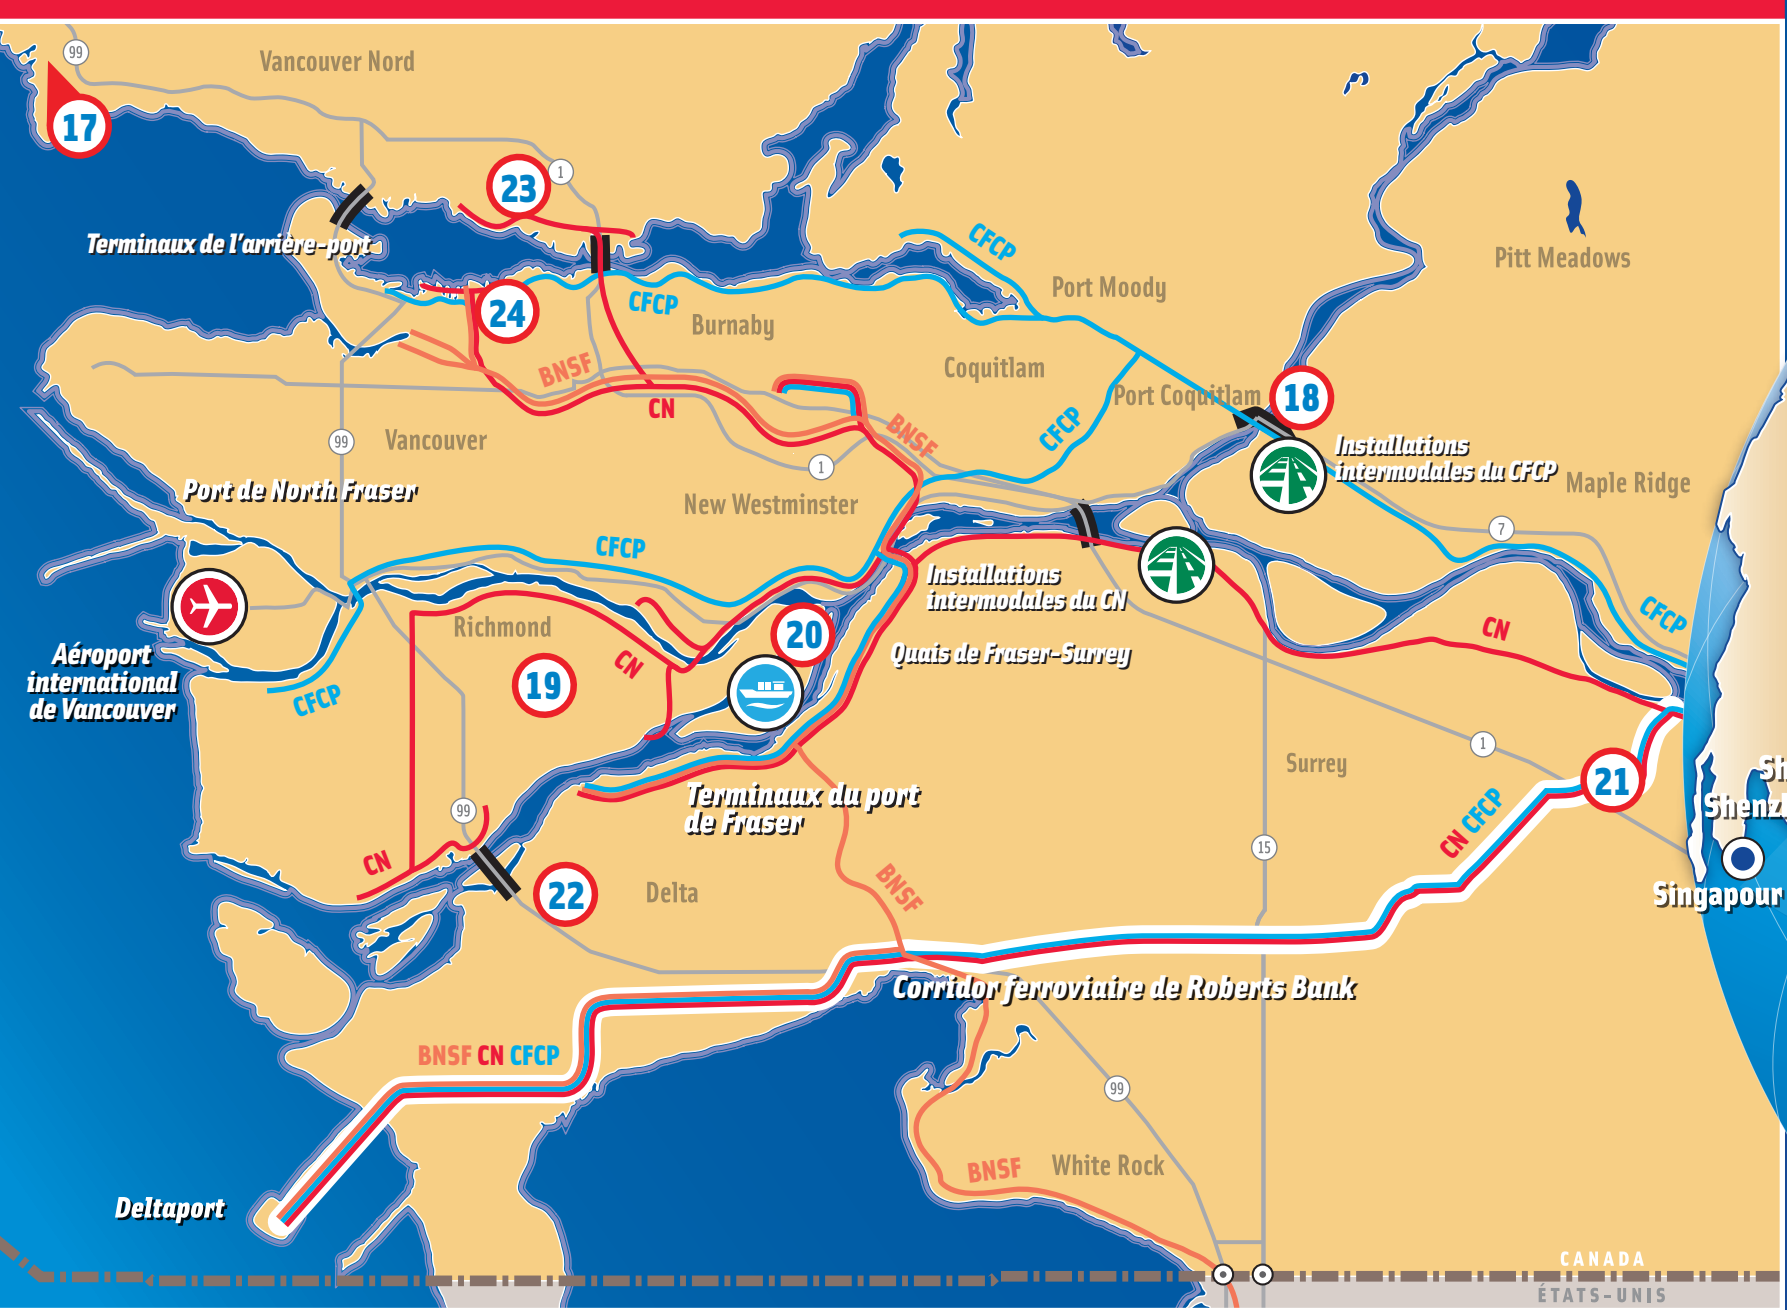 99
Vancouver Nord
17
23
1
Terminaux de l'arrière-port
CFCP
Port Moody
Pitt Meadows
24
CFCP
Burnaby
BNSF
CN
Coquitlam
Port Coquitlam
18
CFCP
BNSF
99
Vancouver
1
Installations
intermodales du CFCP
Maple Ridge
Port de North Fraser
New Westminster
7
CFCP
Installations
intermodales du CN
CFCP
Richmond
20
CN
Aéroport
international
de Vancouver
Quais de Fraser-Surrey
CN
19
CFCP
1
Surrey
21
Sh
Shenz
Terminaux du port
de Fraser
99
CN CFCP
15
CN
BNSF
22
Delta
Singapour
Corridor ferroviaire de Roberts Bank
BNSF CN CFCP
99
BNSF
White Rock
Deltaport
CANADA
ÉTATS-UNIS